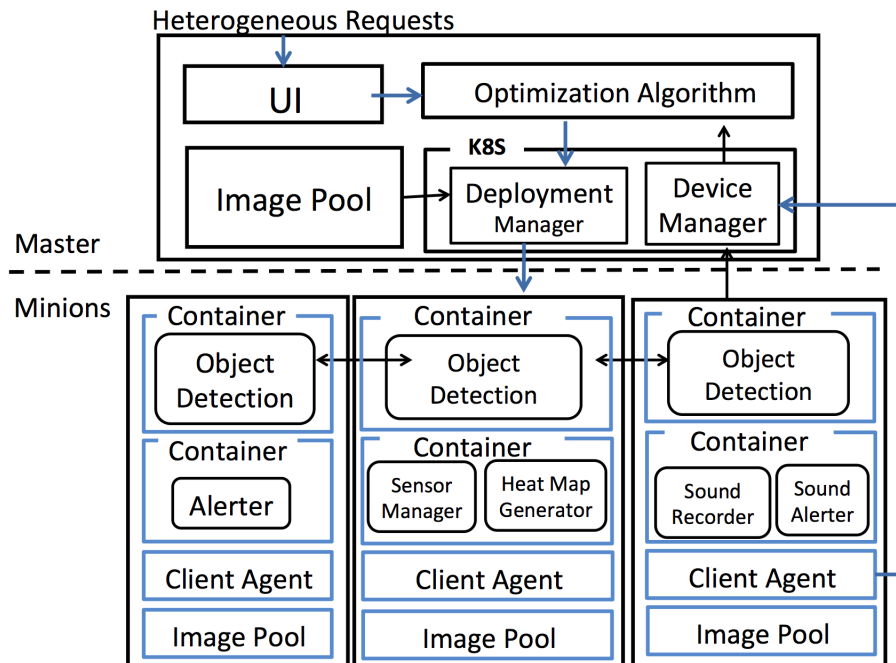 Heterogeneous Requests
UI
Optimization Algorithm
K8S
Image Pool
Deployment
Manager
Device
Manager
Master
Minions
Container
Object
Detection
Container
Alerter
Client Agent
Image Pool
Container
Object
Detection
Container
Sensor
Manager
Heat Map
Generator
Client Agent
Image Pool
Container
Object
Detection
Container
Sound
Recorder
Sound
Alerter
Client Agent
Image Pool